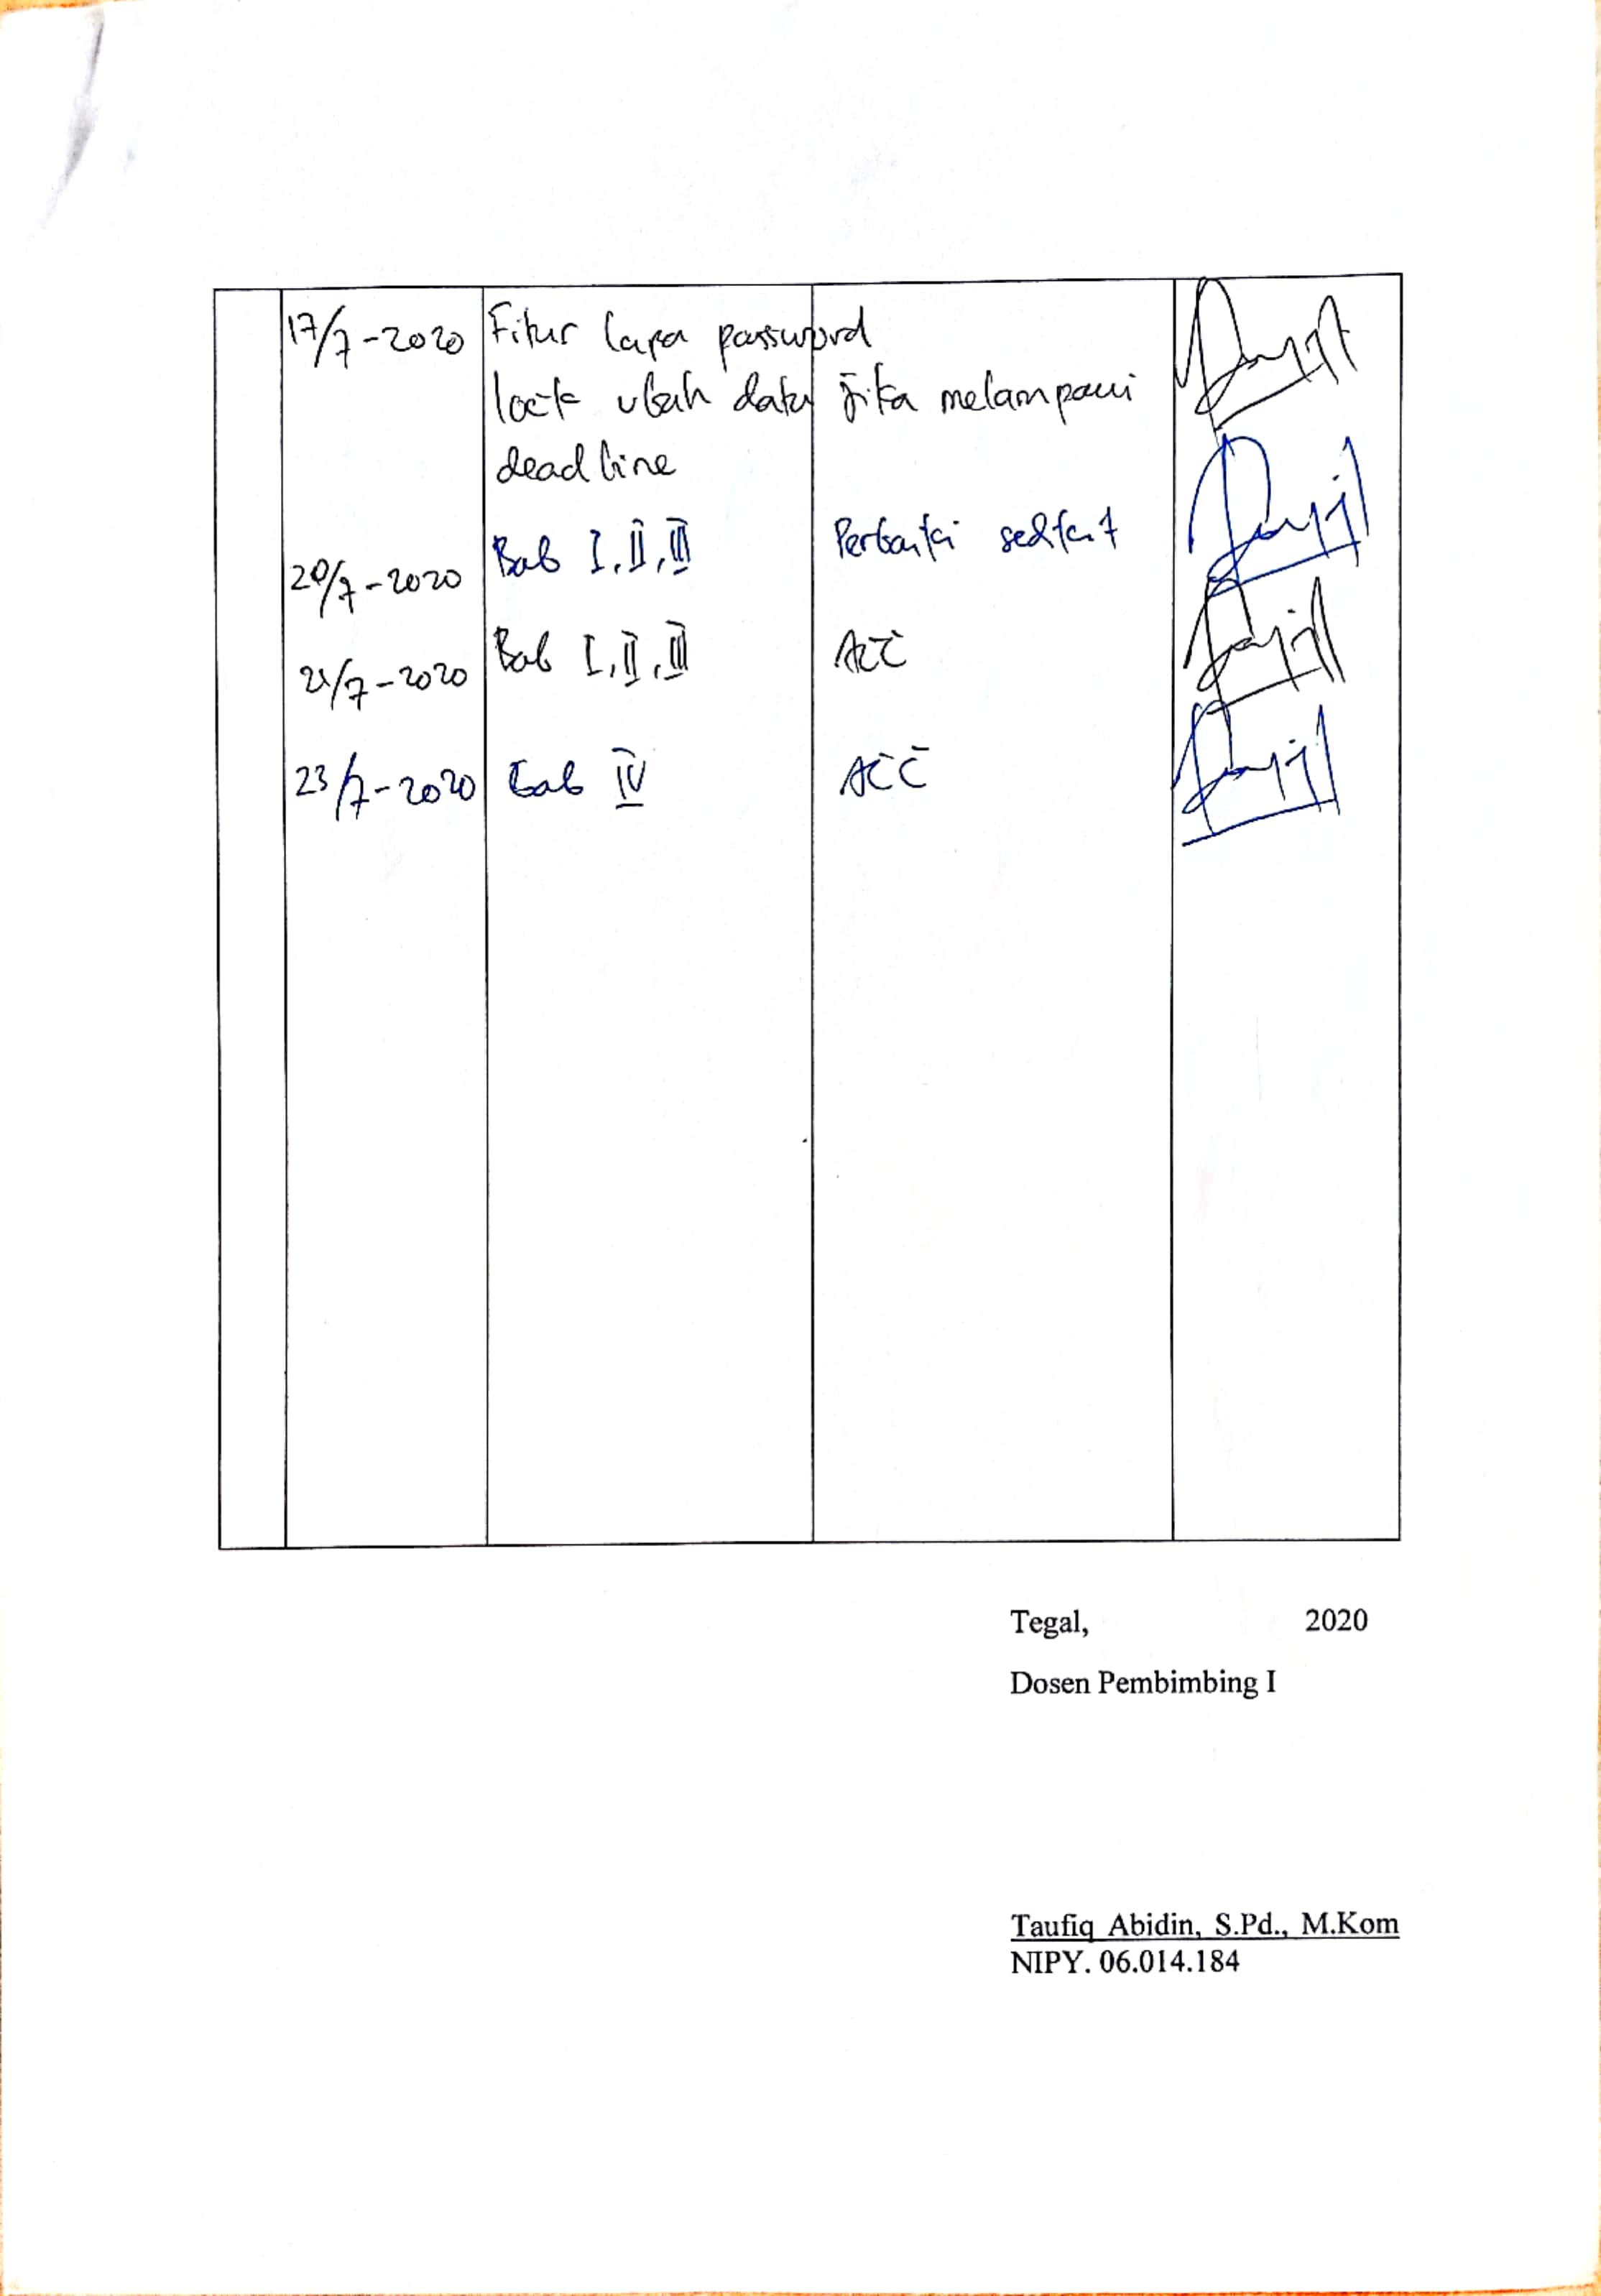 17/7-2020 Fitur lupa password
lock ubah data jika melampaui
deadline
20/7-2020 Bab I, II, III Perbaiki sedikit
21/7-2020 Bab I, II, III ACC
23/7-2020 Bab IV ACC
Tegal, 2020
Dosen Pembimbing I
Taufiq Abidin, S.Pd., M.Kom
NIPY. 06.014.184